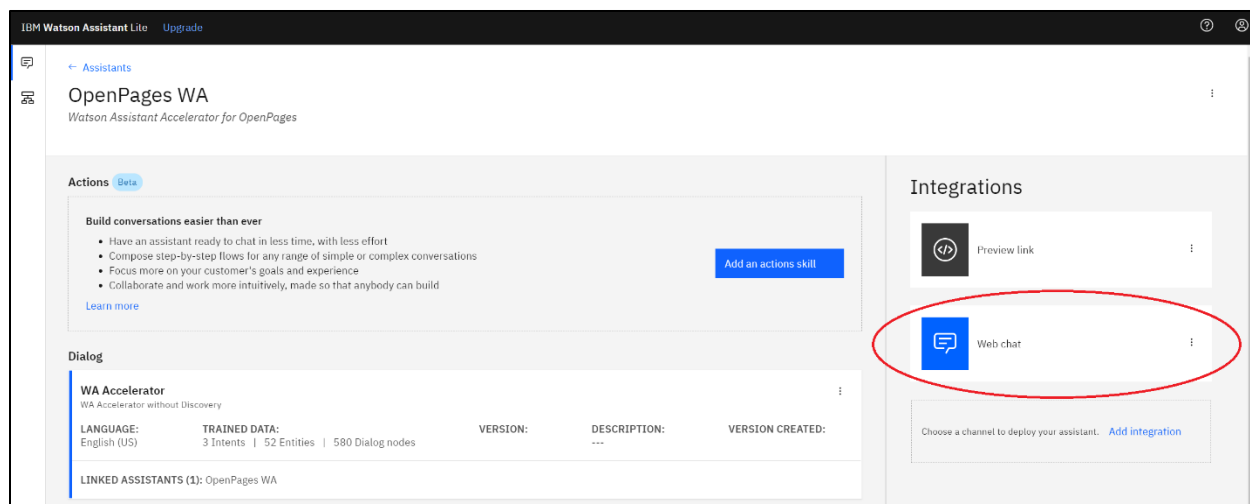 IBM Watson Assistant Lite Upgrade
← Assistants
OpenPages WA
Watson Assistant Accelerator for OpenPages
Actions Beta
Build conversations easier than ever
• Have an assistant ready to chat in less time, with less effort
• Compose step-by-step flows for any range of simple or complex conversations
• Focus more on your customer's goals and experience
• Collaborate and work more intuitively, made so that anybody can build
Learn more
Add an actions skill
Dialog
WA Accelerator
WA Accelerator without Discovery
LANGUAGE: TRAINED DATA: VERSION: DESCRIPTION: VERSION CREATED:
English (US) 3 Intents | 52 Entities | 580 Dialog nodes ---
LINKED ASSISTANTS (1): OpenPages WA
Integrations
Preview link
Web chat
Choose a channel to deploy your assistant. Add integration